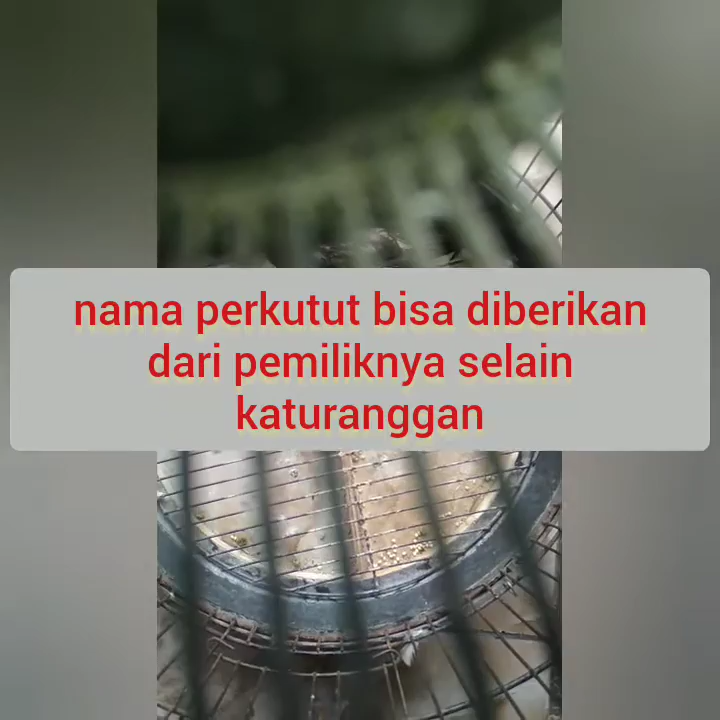 nama perkutut bisa diberikan
dari pemiliknya selain
katuranggan